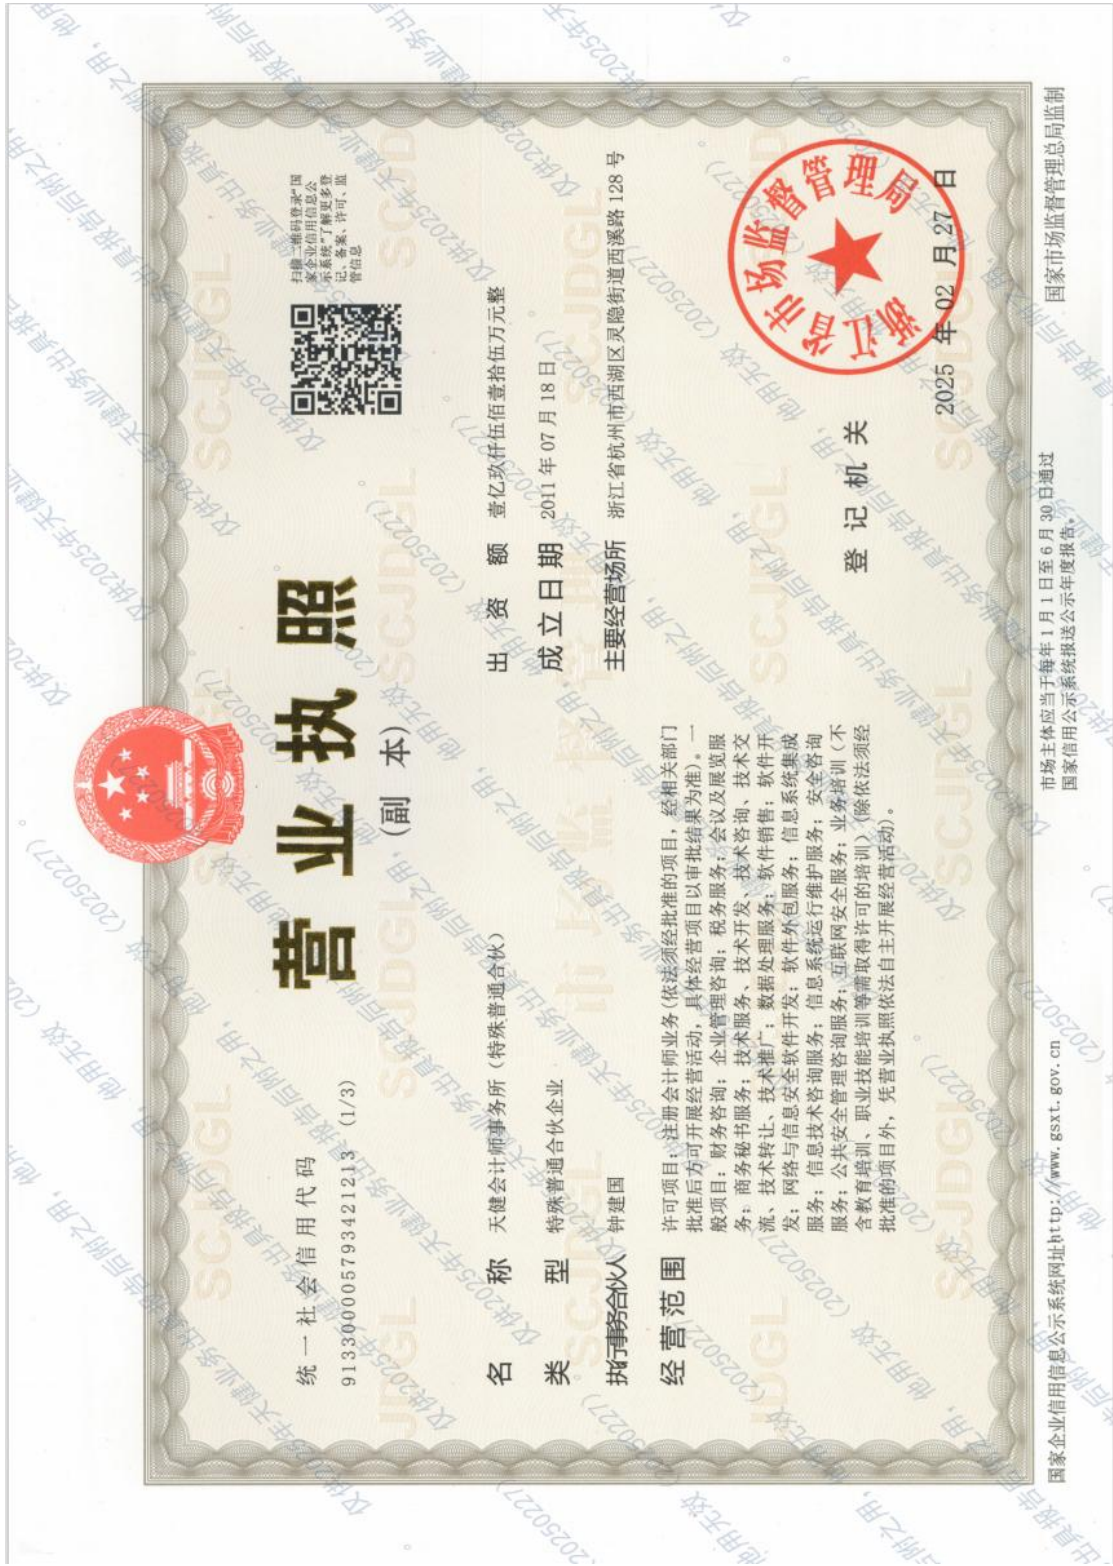 统一社会信用代码
913300005793421213 (1/3)
营业执照
(副 本)
扫描二维码登录“国
家企业信用信息公
示系统”了解更多登
记、备案、许可、监
管信息
名 称 天健会计师事务所（特殊普通合伙）
类 型 特殊普通合伙企业
执行事务合伙人 钟建国
经营范围 许可项目：注册会计师业务（依法须经批准的项目，经相关部门
批准后方可开展经营活动，具体经营项目以审批结果为准）。一
般项目：财务咨询；企业管理咨询；税务服务；会议及展览服
务；商务秘书服务；技术服务、技术开发、技术咨询、技术交
流、技术转让、技术推广；数据处理服务；软件销售；软件开
发；网络与信息安全软件开发；软件外包服务；信息系统集成
服务；信息技术咨询服务；信息系统运行维护服务；安全咨询
服务；公共安全管理咨询服务；互联网安全服务；业务培训（不
含教育培训、职业技能培训等需取得许可的培训）（除依法须经
批准的项目外，凭营业执照依法自主开展经营活动）。
出 资 额 壹亿玖仟伍佰壹拾伍万元整
成立日期 2011年07月18日
主要经营场所 浙江省杭州市西湖区灵隐街道西溪路128号
登记机关
浙江省市场监督管理局
2025年02月27日
国家企业信用信息公示系统网址http://www.gsxt.gov.cn
市场主体应当于每年1月1日至6月30日通过
国家信用公示系统报送公示年度报告。
国家市场监督管理总局监制
仅供2025年天健业务出具报告后附之用，他用无效（20250227）。
SCJDGL